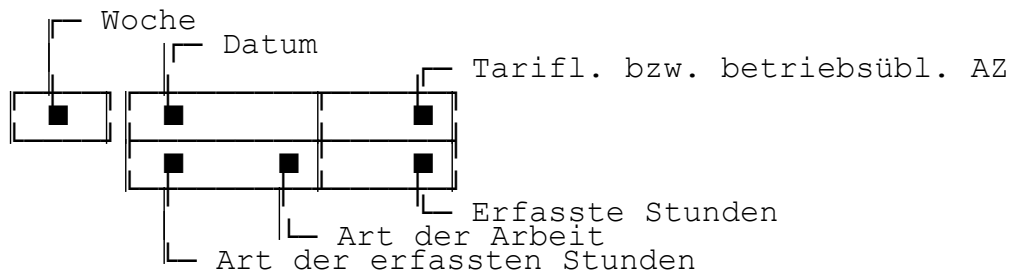 Woche
Datum
Tarifl. bzw. betriebsübl. AZ
Erfasste Stunden
Art der Arbeit
Art der erfassten Stunden